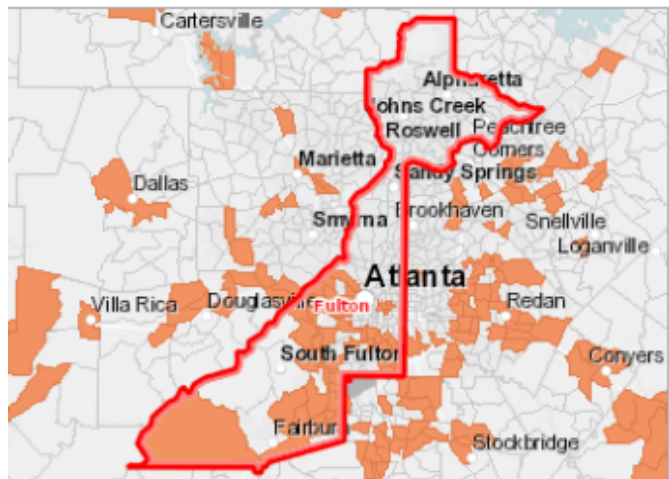 Cartersville
Alpharetta
Johns Creek
Roswell
Peachtree
Corners
Marietta
Sandy Springs
Dallas
Smyrna
Brookhaven
Snellville
Loganville
Atlanta
Villa Rica
Douglasville
Fulton
Redan
South Fulton
Conyers
Fairburn
Stockbridge